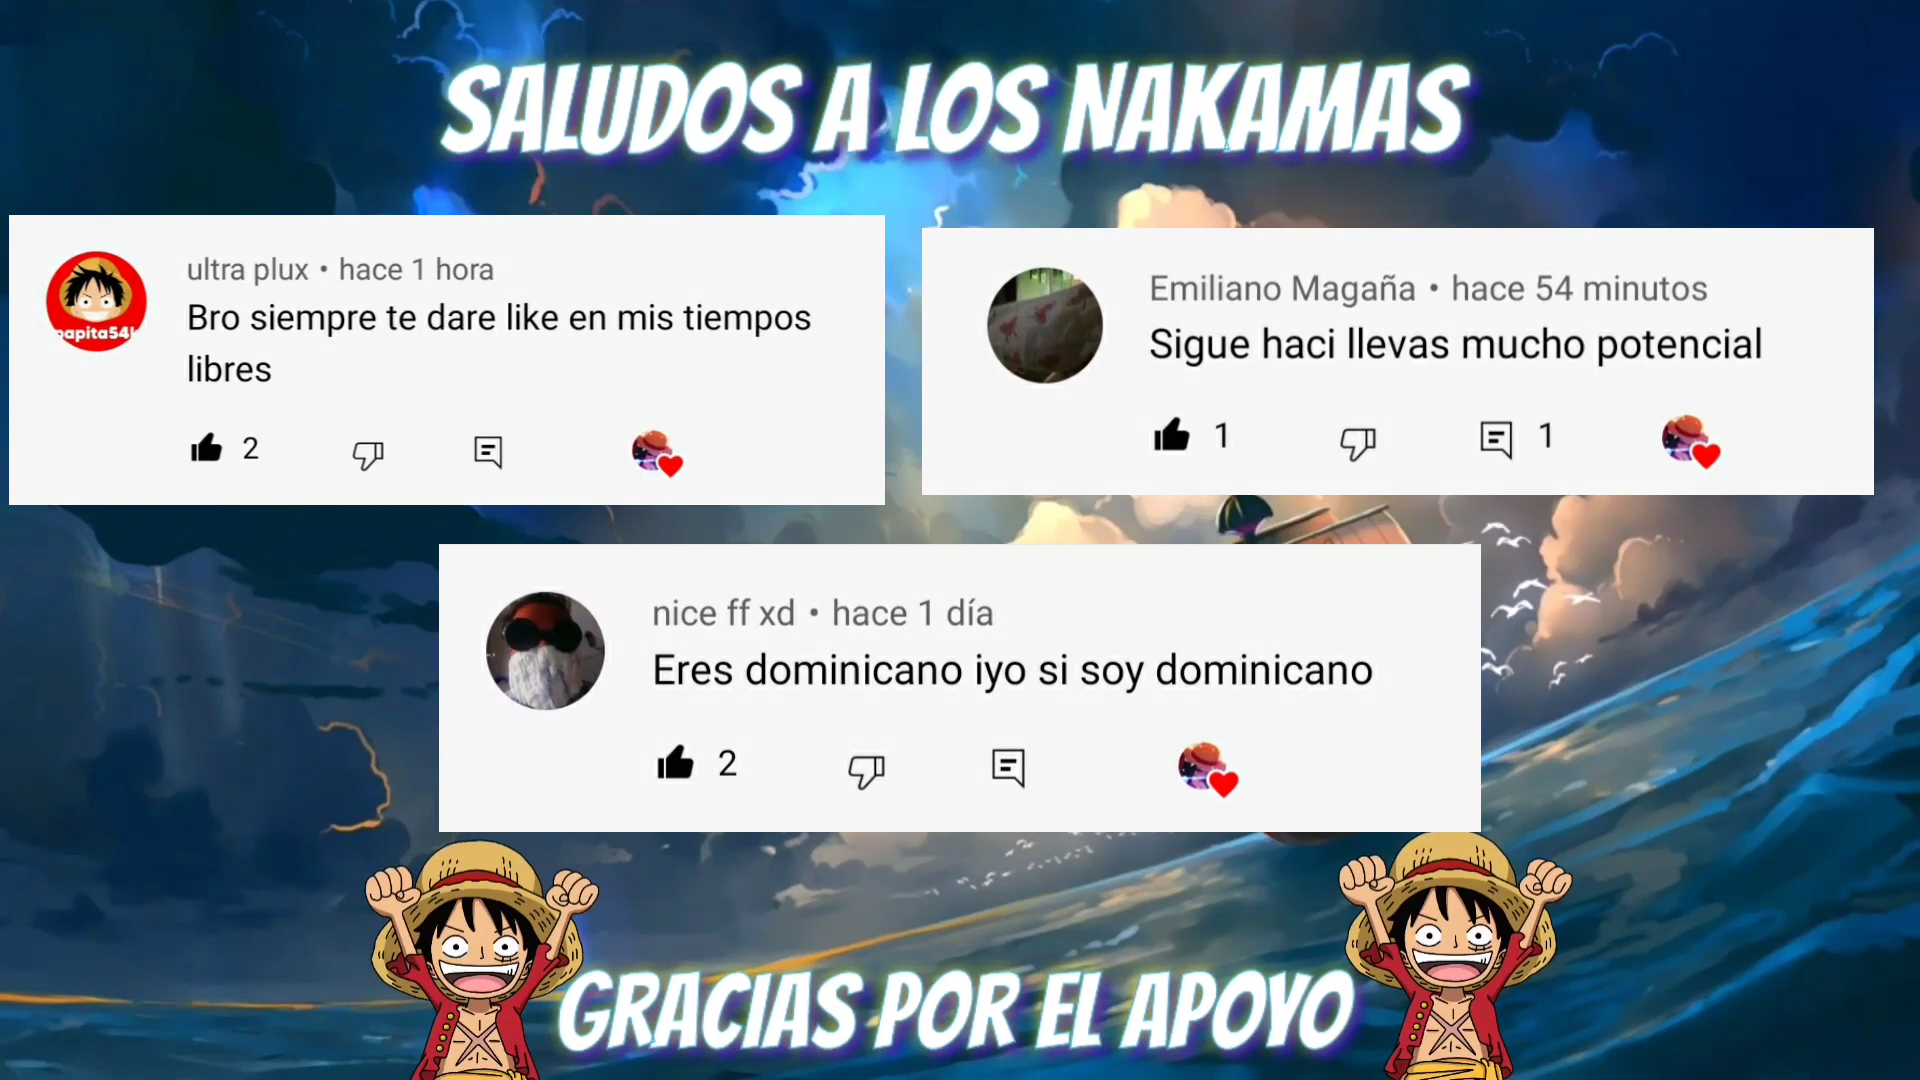 SALUDOS A LOS NAKAMAS
ultra plux • hace 1 hora
Bro siempre te dare like en mis tiempos
libres
2
papita54
Emiliano Magaña • hace 54 minutos
Sigue haci llevas mucho potencial
1 1
nice ff xd • hace 1 día
Eres dominicano iyo si soy dominicano
2
GRACIAS POR EL APOYO